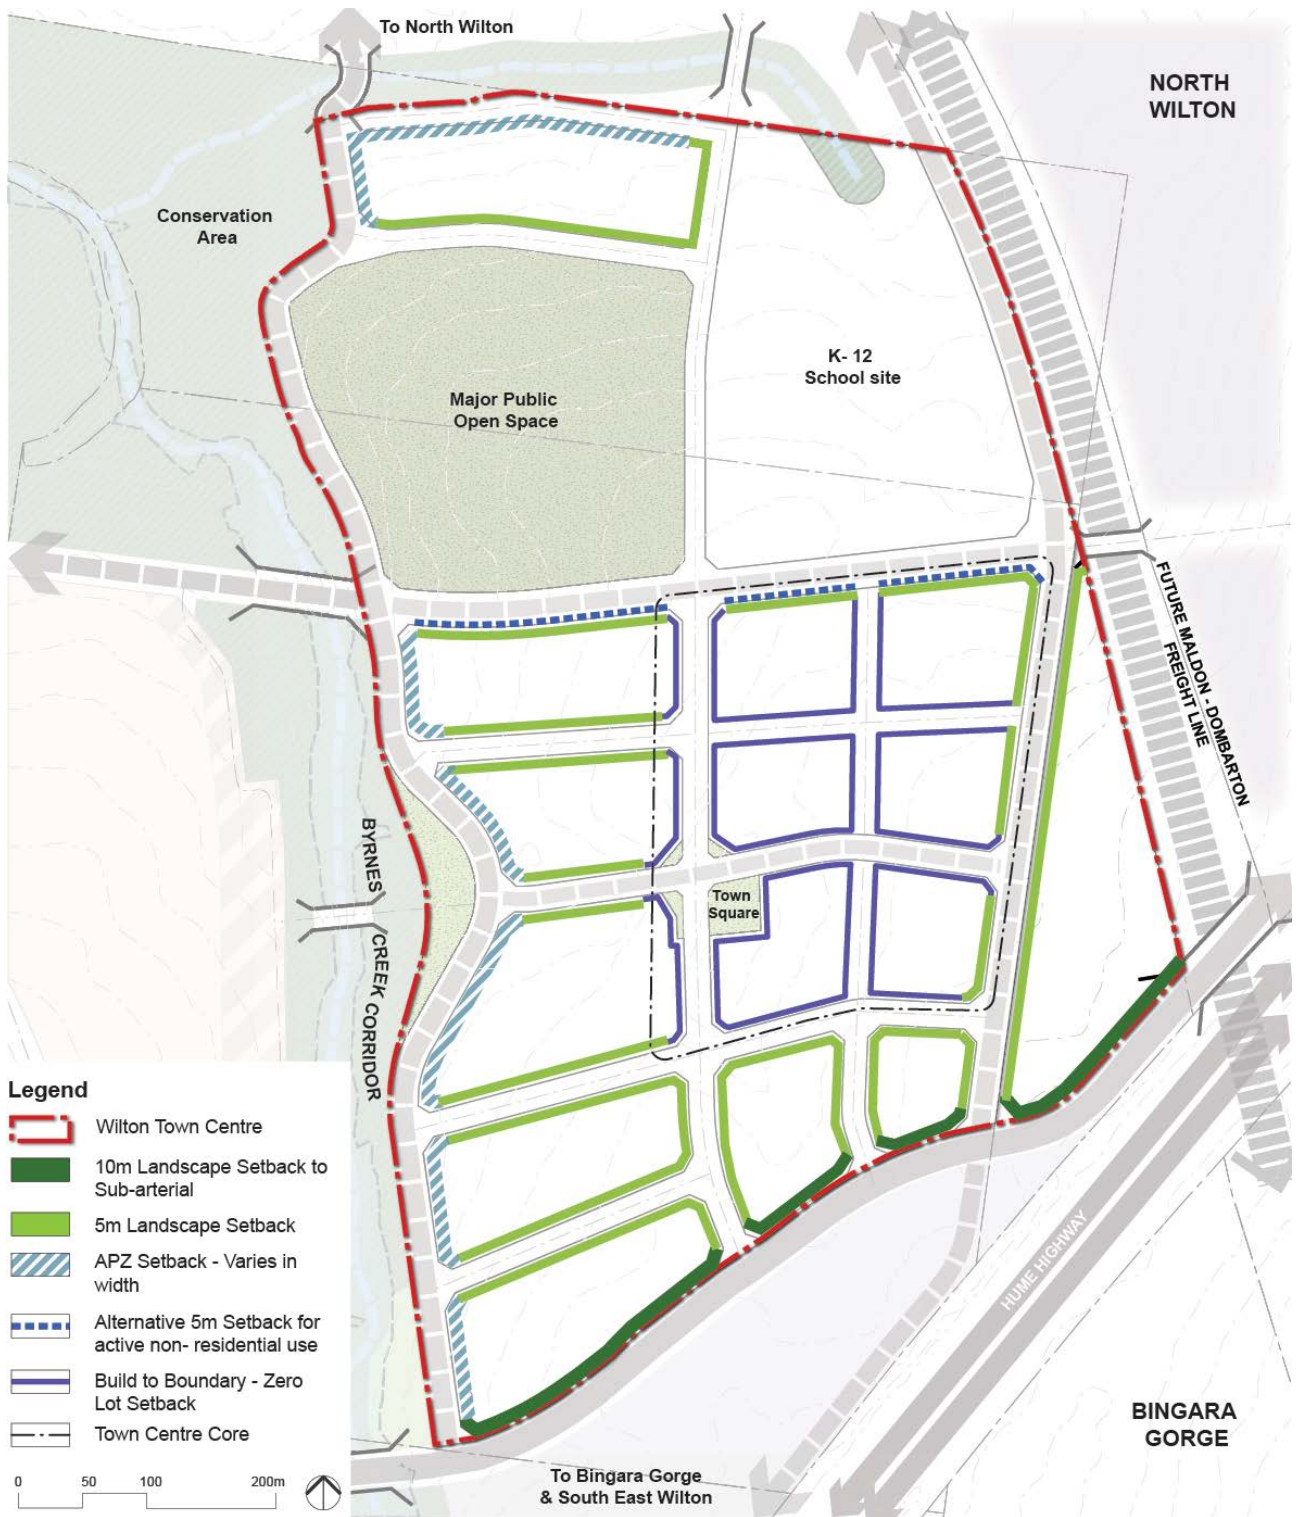 To North Wilton
NORTH
WILTON
Conservation
Area
K- 12
School site
Major Public
Open Space
FUTURE MALDON - DOMBARTON
FREIGHT LINE
BYRNES
CREEK CORRIDOR
Town
Square
HUME HIGHWAY
Legend
Wilton Town Centre
10m Landscape Setback to
Sub-arterial
5m Landscape Setback
APZ Setback - Varies in
width
Alternative 5m Setback for
active non- residential use
Build to Boundary - Zero
Lot Setback
Town Centre Core
0 50 100 200m
To Bingara Gorge
& South East Wilton
BINGARA
GORGE